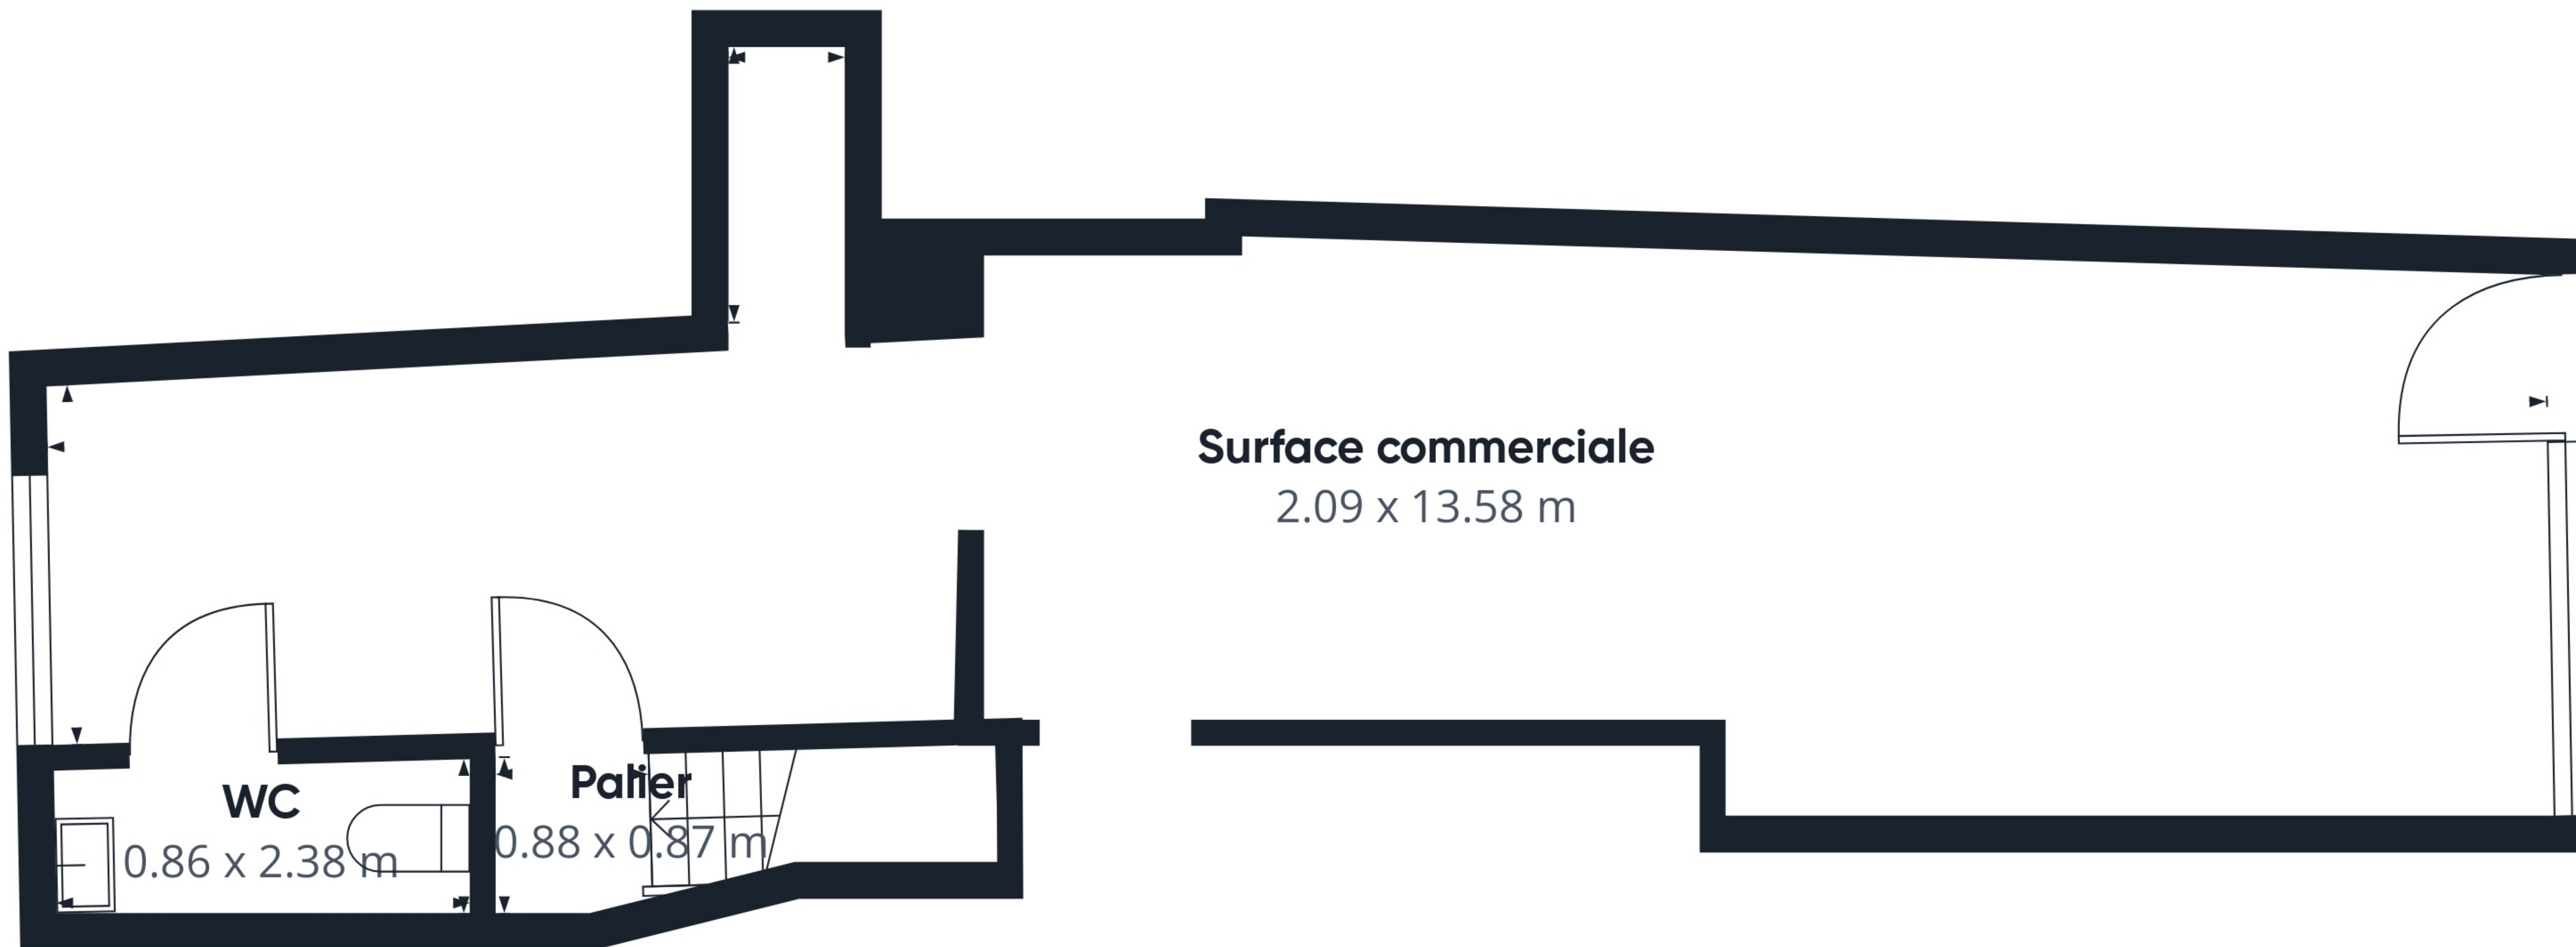 Surface commerciale
2.09 x 13.58 m
WC
0.86 x 2.38 m
Palier
0.88 x 0.87 m